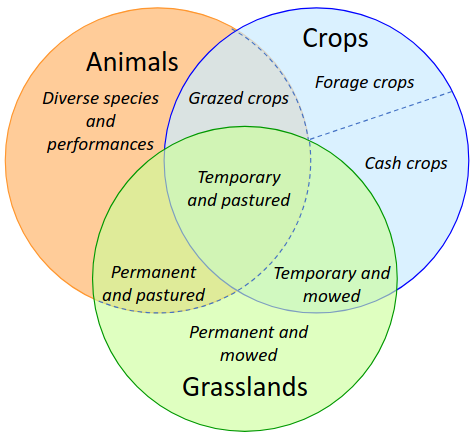 Crops
Animals
Forage crops
Diverse species
and
performances
Grazed crops
Cash crops
Temporary
and pastured
Permanent
and pastured
Temporary and
mowed
Permanent and
mowed
Grasslands